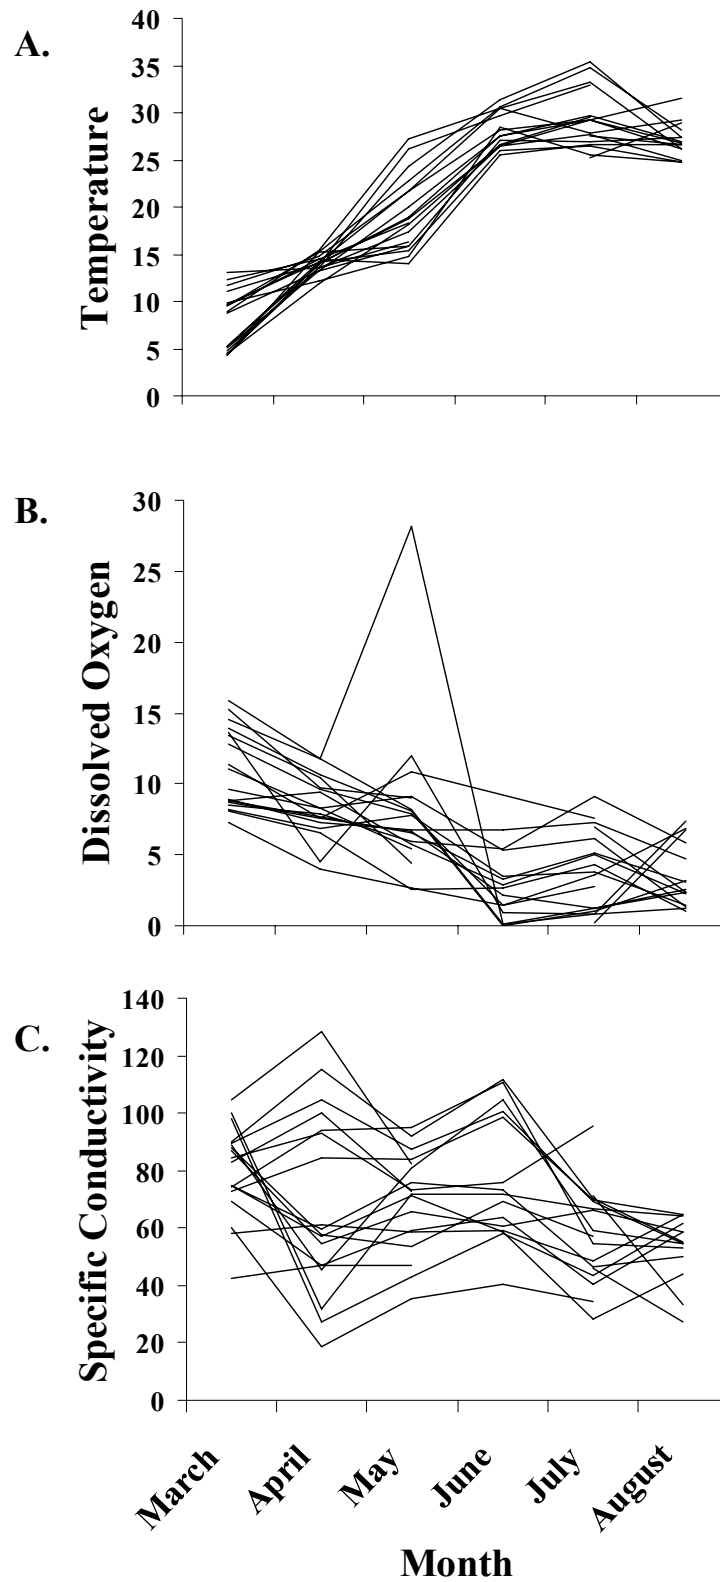 A.
Temperature
40
35
30
25
20
15
10
5
0
B.
Dissolved Oxygen
30
25
20
15
10
5
0
C.
Specific Conductivity
140
120
100
80
60
40
20
0
March
April
May
June
July
August
Month